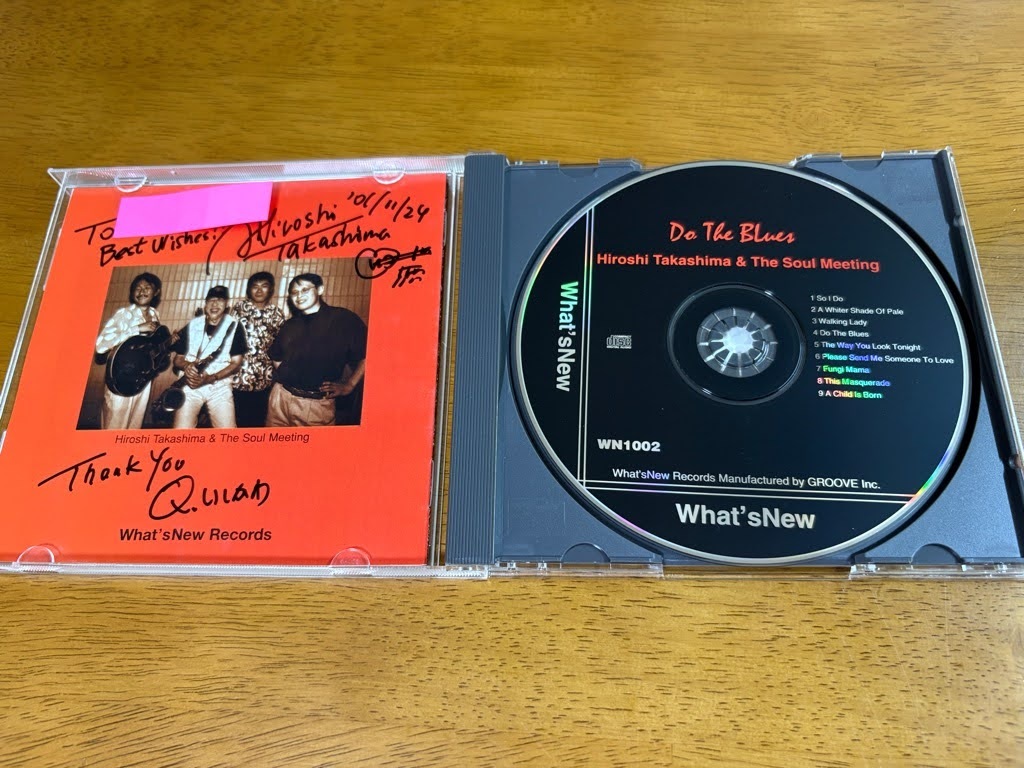 To
Best Wishes!
Hiroshi
Takashima
'01/11/24
Hiroshi Takashima & The Soul Meeting
Thank You
What'sNew Records
Do The Blues
Hiroshi Takashima & The Soul Meeting
What'sNew
disc
1 So I Do
2 A Whiter Shade Of Pale
3 Walking Lady
4 Do The Blues
5 The Way You Look Tonight
6 Please Send Me Someone To Love
7 Fungi Mama
8 This Masquerade
9 A Child Is Born
WN1002
What'sNew Records Manufactured by GROOVE Inc.
What'sNew